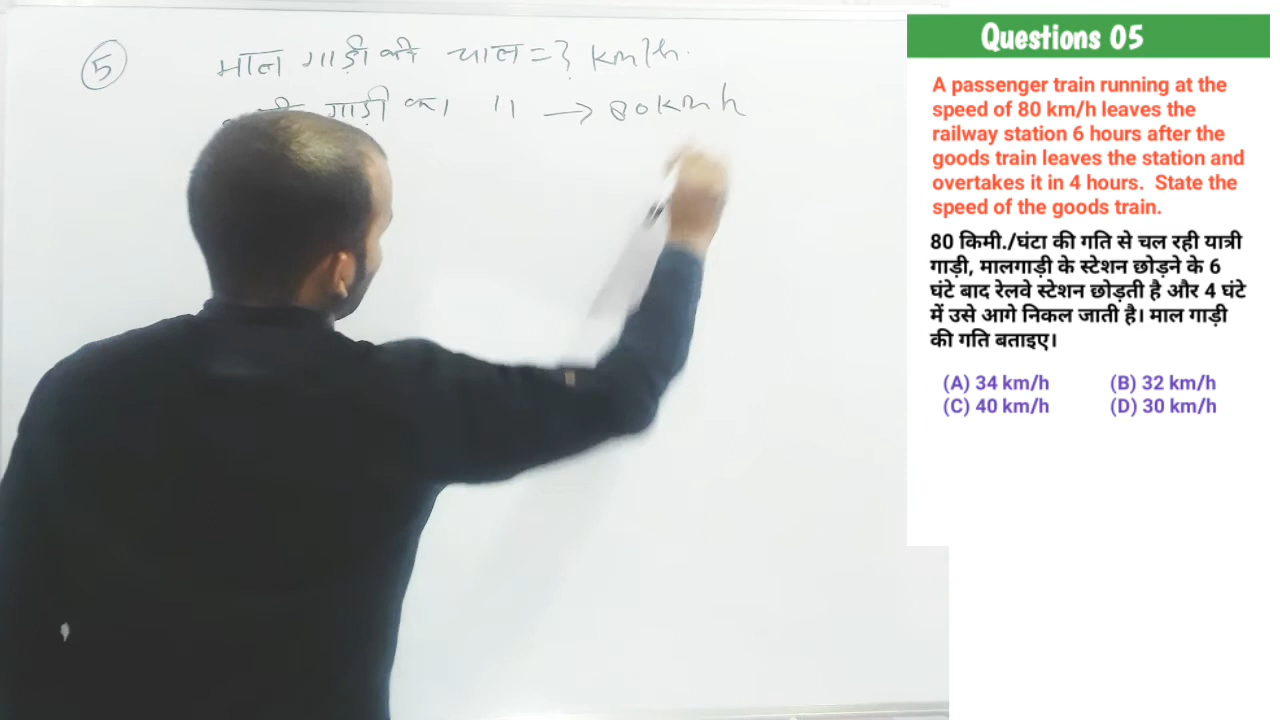 5 माल गाड़ी की चाल = ? km/h.
गाड़ी का " → 80 km h
Questions 05
A passenger train running at the
speed of 80 km/h leaves the
railway station 6 hours after the
goods train leaves the station and
overtakes it in 4 hours. State the
speed of the goods train.
80 किमी./घंटा की गति से चल रही यात्री
गाड़ी, मालगाड़ी के स्टेशन छोड़ने के 6
घंटे बाद रेलवे स्टेशन छोड़ती है और 4 घंटे
में उसे आगे निकल जाती है। माल गाड़ी
की गति बताइए।
(A) 34 km/h (B) 32 km/h
(C) 40 km/h (D) 30 km/h